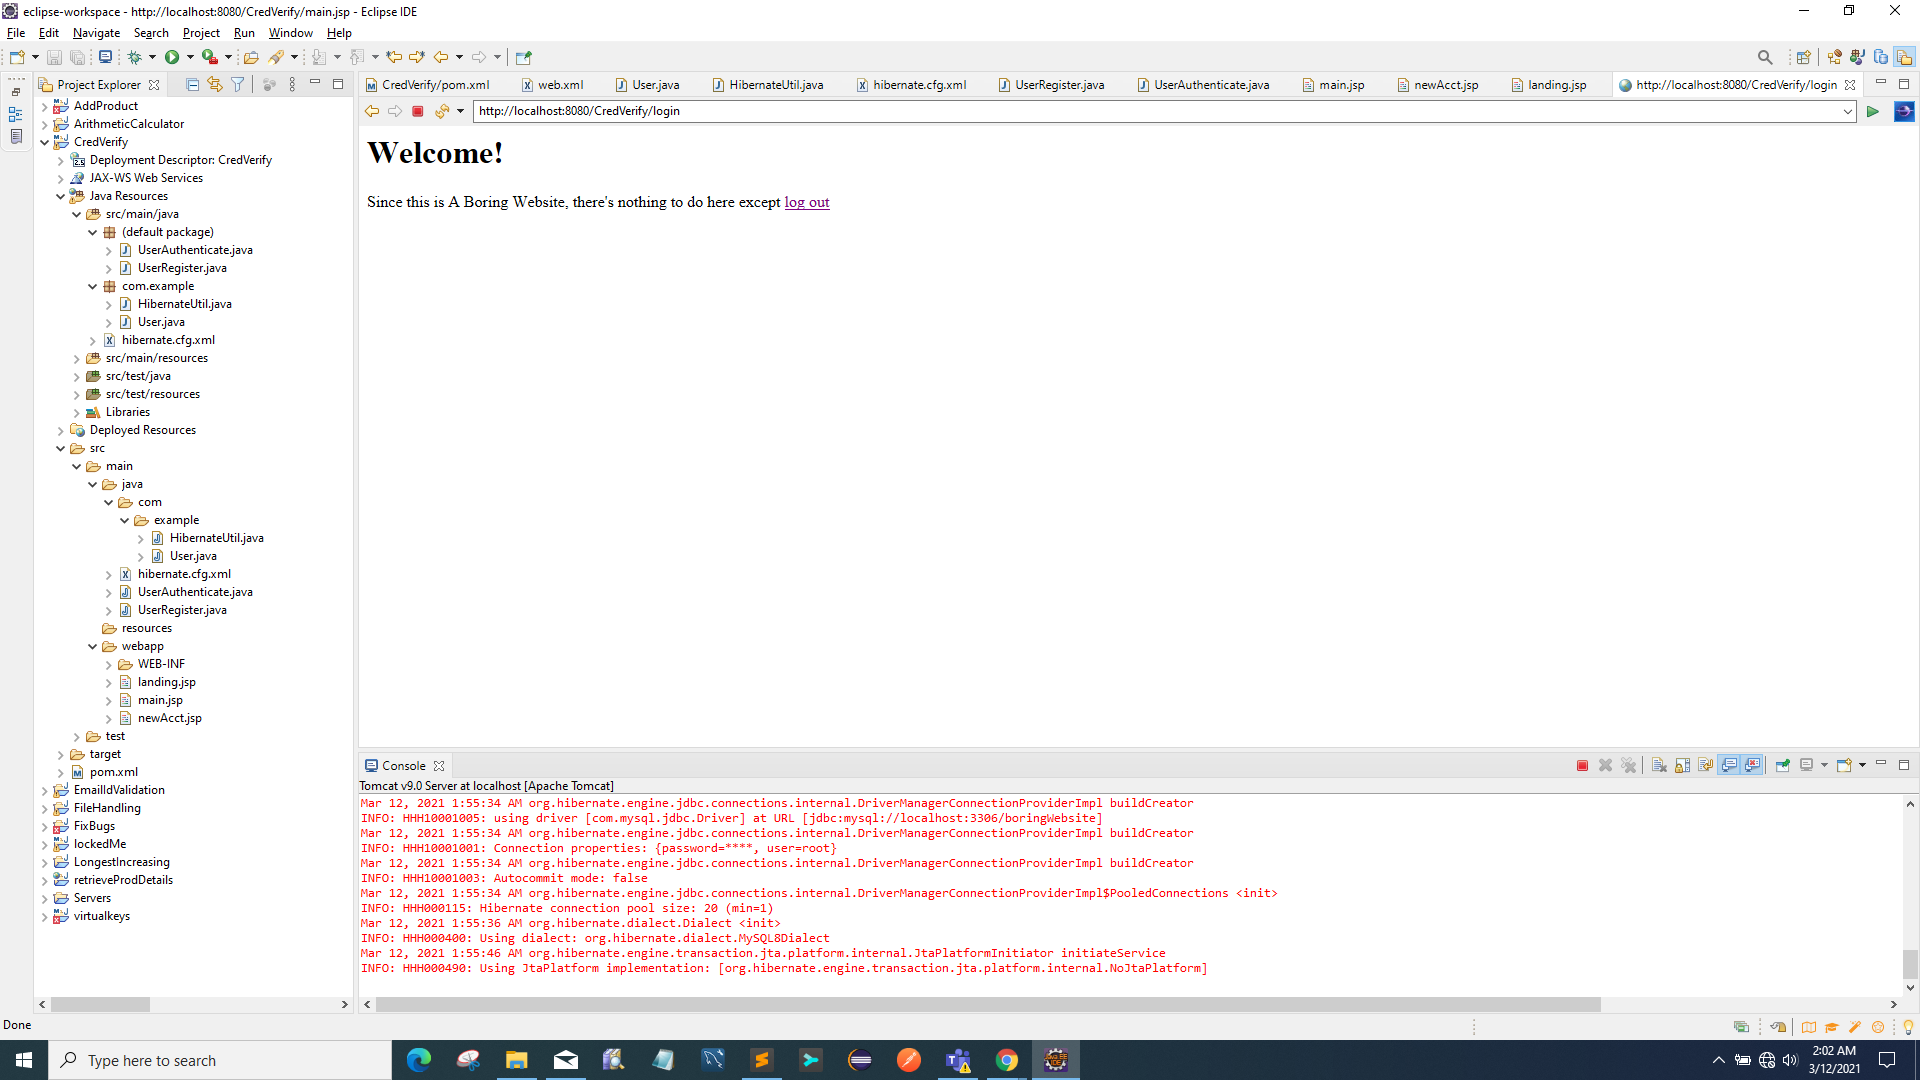 eclipse-workspace - http://localhost:8080/CredVerify/main.jsp - Eclipse IDE
File Edit Navigate Search Project Run Window Help
Project Explorer
AddProduct
ArithmeticCalculator
CredVerify
Deployment Descriptor: CredVerify
JAX-WS Web Services
Java Resources
src/main/java
(default package)
UserAuthenticate.java
UserRegister.java
com.example
HibernateUtil.java
User.java
hibernate.cfg.xml
src/main/resources
src/test/java
src/test/resources
Libraries
Deployed Resources
src
main
java
com
example
HibernateUtil.java
User.java
hibernate.cfg.xml
UserAuthenticate.java
UserRegister.java
resources
webapp
WEB-INF
landing.jsp
main.jsp
newAcct.jsp
test
target
pom.xml
EmailIdValidation
FileHandling
FixBugs
lockedMe
LongestIncreasing
retrieveProdDetails
Servers
virtualkeys
CredVerify/pom.xml web.xml User.java HibernateUtil.java hibernate.cfg.xml UserRegister.java UserAuthenticate.java main.jsp newAcct.jsp landing.jsp http://localhost:8080/CredVerify/login
http://localhost:8080/CredVerify/login
Welcome!
Since this is A Boring Website, there's nothing to do here except log out
Console
Tomcat v9.0 Server at localhost [Apache Tomcat]
Mar 12, 2021 1:55:34 AM org.hibernate.engine.jdbc.connections.internal.DriverManagerConnectionProviderImpl buildCreator
INFO: HHH10001005: using driver [com.mysql.jdbc.Driver] at URL [jdbc:mysql://localhost:3306/boringWebsite]
Mar 12, 2021 1:55:34 AM org.hibernate.engine.jdbc.connections.internal.DriverManagerConnectionProviderImpl buildCreator
INFO: HHH10001001: Connection properties: {password=****, user=root}
Mar 12, 2021 1:55:34 AM org.hibernate.engine.jdbc.connections.internal.DriverManagerConnectionProviderImpl buildCreator
INFO: HHH10001003: Autocommit mode: false
Mar 12, 2021 1:55:34 AM org.hibernate.engine.jdbc.connections.internal.DriverManagerConnectionProviderImpl$PooledConnections <init>
INFO: HHH000115: Hibernate connection pool size: 20 (min=1)
Mar 12, 2021 1:55:36 AM org.hibernate.dialect.Dialect <init>
INFO: HHH000400: Using dialect: org.hibernate.dialect.MySQL8Dialect
Mar 12, 2021 1:55:46 AM org.hibernate.engine.transaction.jta.platform.internal.JtaPlatformInitiator initiateService
INFO: HHH000490: Using JtaPlatform implementation: [org.hibernate.engine.transaction.jta.platform.internal.NoJtaPlatform]
Done
Type here to search
2:02 AM
3/12/2021